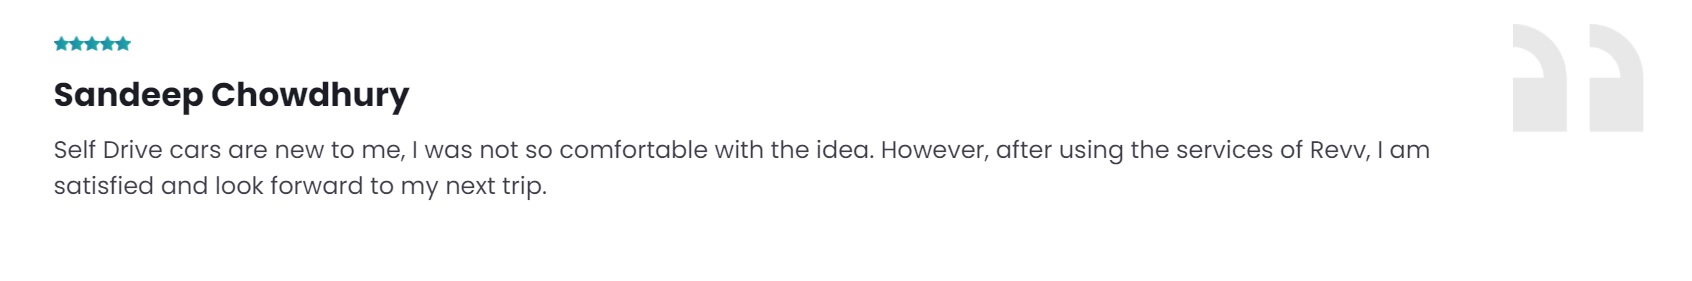 Sandeep Chowdhury
Self Drive cars are new to me, I was not so comfortable with the idea. However, after using the services of Revv, I am
satisfied and look forward to my next trip.